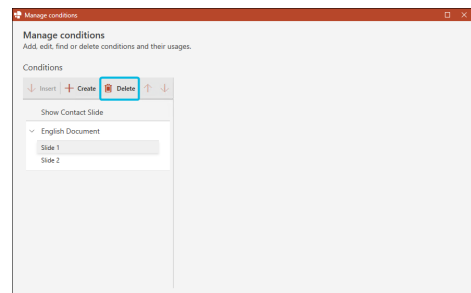 Manage conditions
Manage conditions
Add, edit, find or delete conditions and their usages.
Conditions
Insert Create Delete
Show Contact Slide
English Document
Slide 1
Slide 2